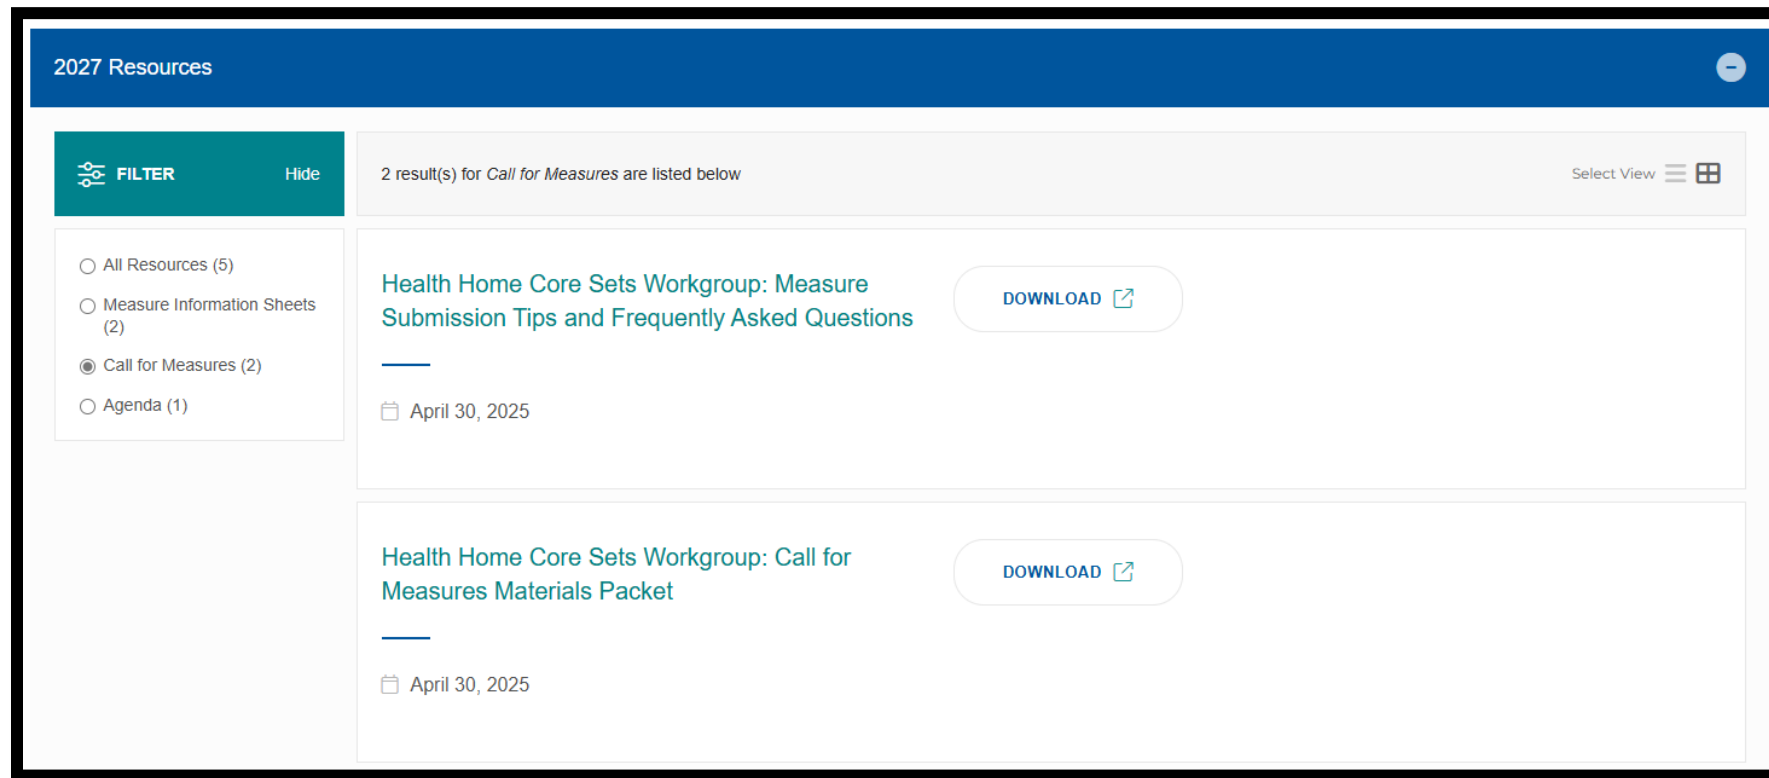 2027 Resources
FILTER
Hide
2 result(s) for Call for Measures are listed below
Select View
All Resources (5)
Measure Information Sheets
(2)
Call for Measures (2)
Agenda (1)
Health Home Core Sets Workgroup: Measure
Submission Tips and Frequently Asked Questions
DOWNLOAD
April 30, 2025
Health Home Core Sets Workgroup: Call for
Measures Materials Packet
DOWNLOAD
April 30, 2025